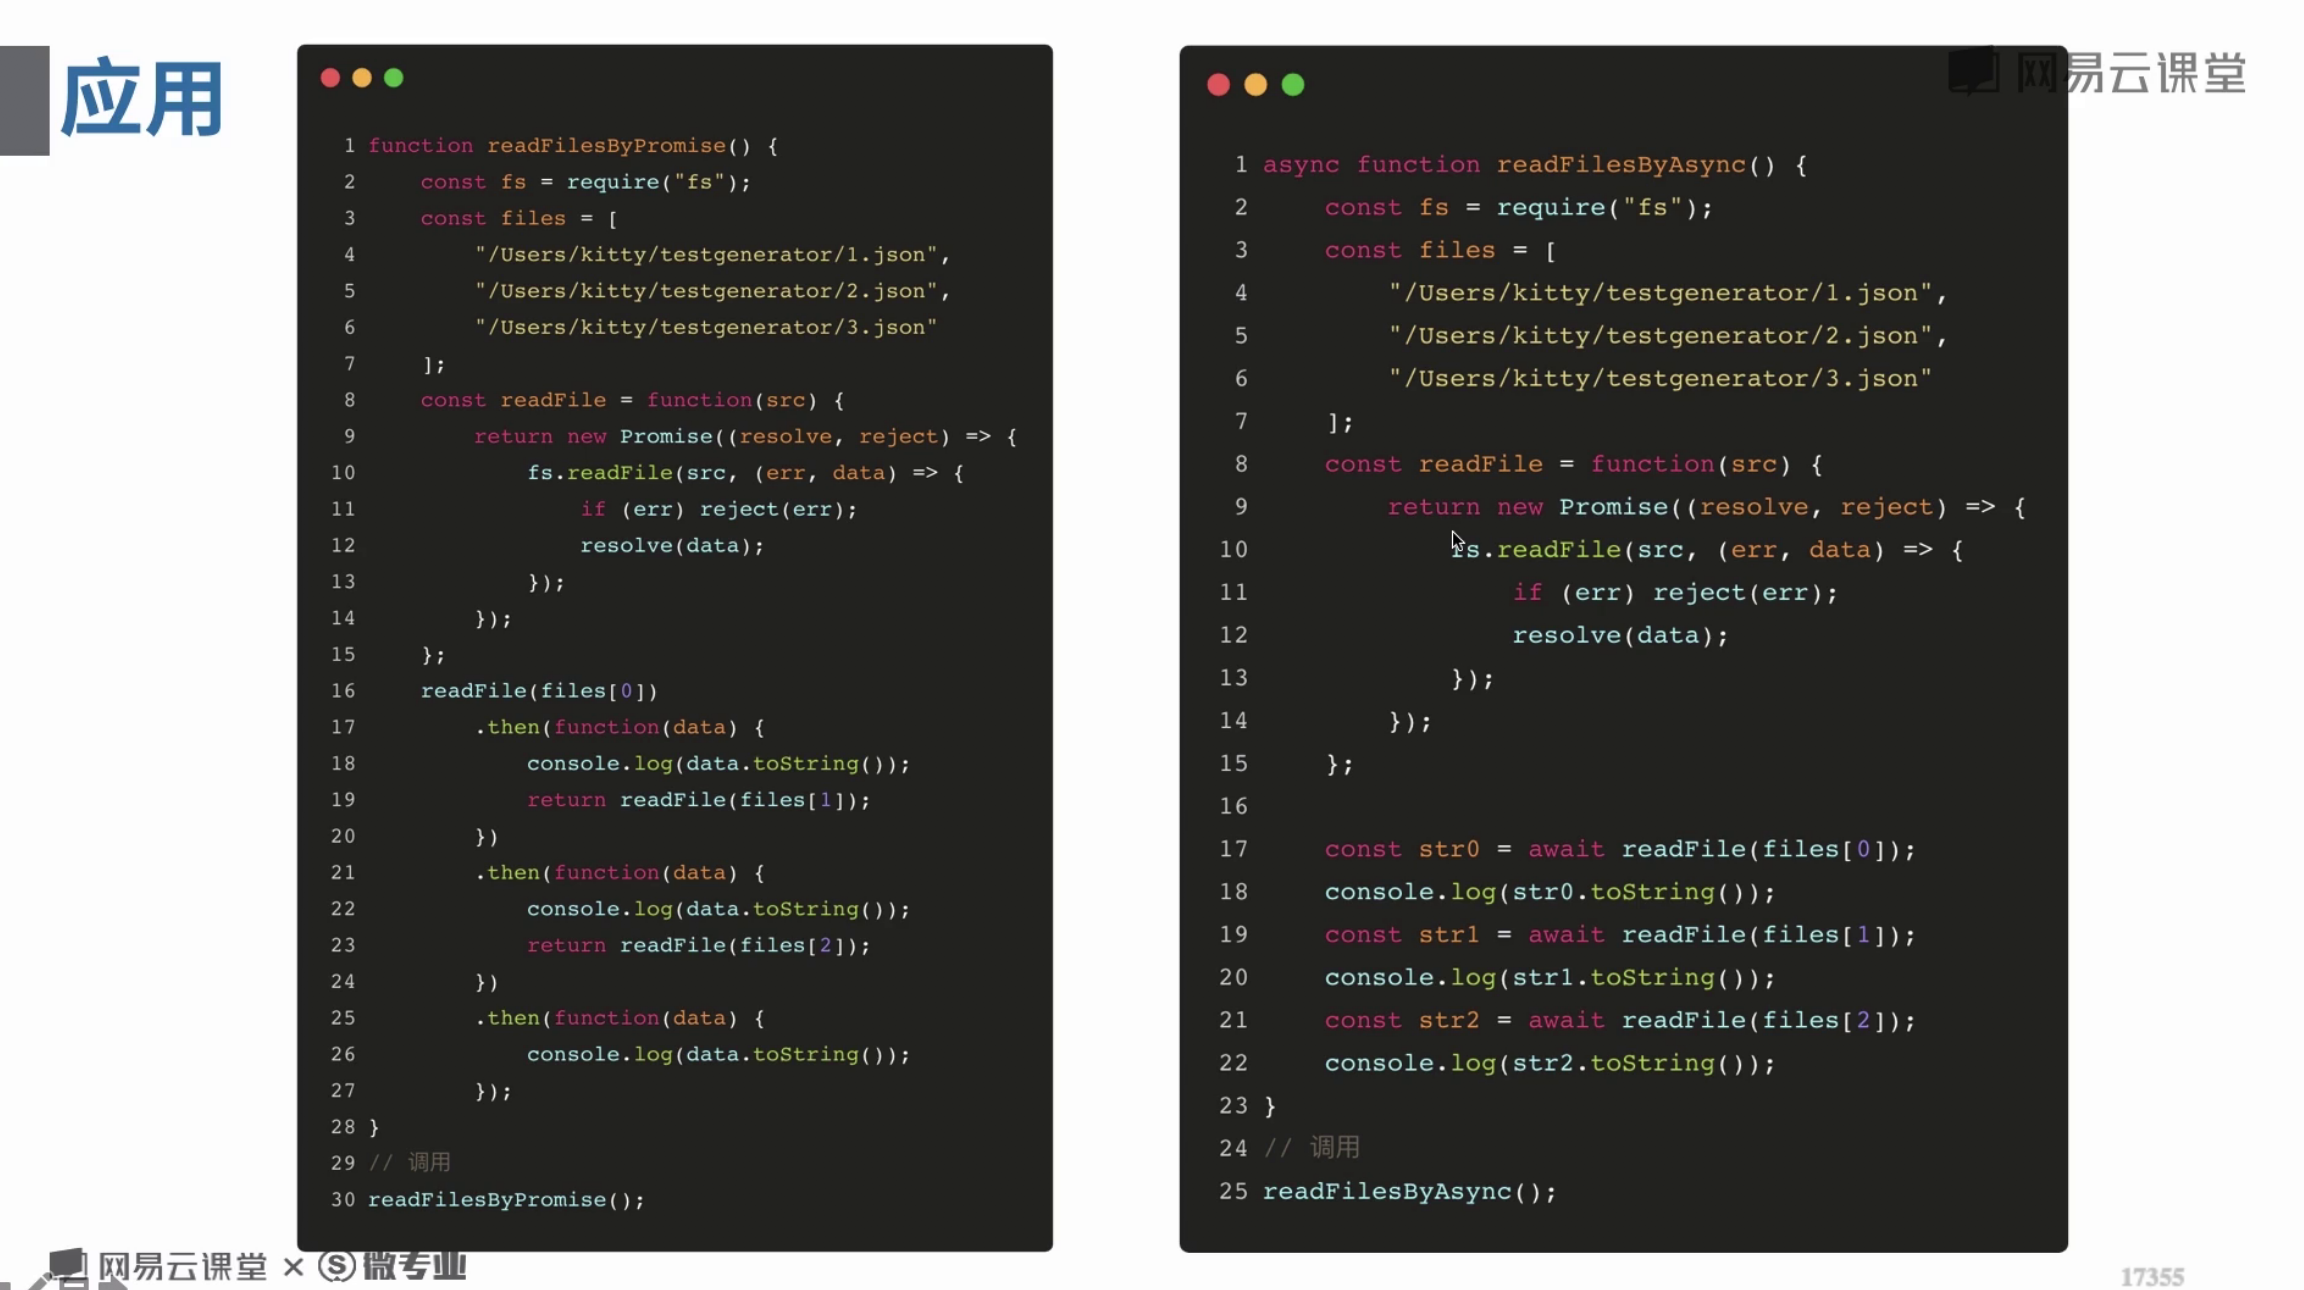 应用
1 function readFilesByPromise() {
2     const fs = require("fs");
3     const files = [
4         "/Users/kitty/testgenerator/1.json",
5         "/Users/kitty/testgenerator/2.json",
6         "/Users/kitty/testgenerator/3.json"
7     ];
8     const readFile = function(src) {
9         return new Promise((resolve, reject) => {
10             fs.readFile(src, (err, data) => {
11                 if (err) reject(err);
12                 resolve(data);
13             });
14         });
15     };
16     readFile(files[0])
17         .then(function(data) {
18             console.log(data.toString());
19             return readFile(files[1]);
20         })
21         .then(function(data) {
22             console.log(data.toString());
23             return readFile(files[2]);
24         })
25         .then(function(data) {
26             console.log(data.toString());
27         });
28 }
29 // 调用
30 readFilesByPromise();
网易云课堂
1 async function readFilesByAsync() {
2     const fs = require("fs");
3     const files = [
4         "/Users/kitty/testgenerator/1.json",
5         "/Users/kitty/testgenerator/2.json",
6         "/Users/kitty/testgenerator/3.json"
7     ];
8     const readFile = function(src) {
9         return new Promise((resolve, reject) => {
10             fs.readFile(src, (err, data) => {
11                 if (err) reject(err);
12                 resolve(data);
13             });
14         });
15     };
16
17     const str0 = await readFile(files[0]);
18     console.log(str0.toString());
19     const str1 = await readFile(files[1]);
20     console.log(str1.toString());
21     const str2 = await readFile(files[2]);
22     console.log(str2.toString());
23 }
24 // 调用
25 readFilesByAsync();
网易云课堂 × S 微专业
17355